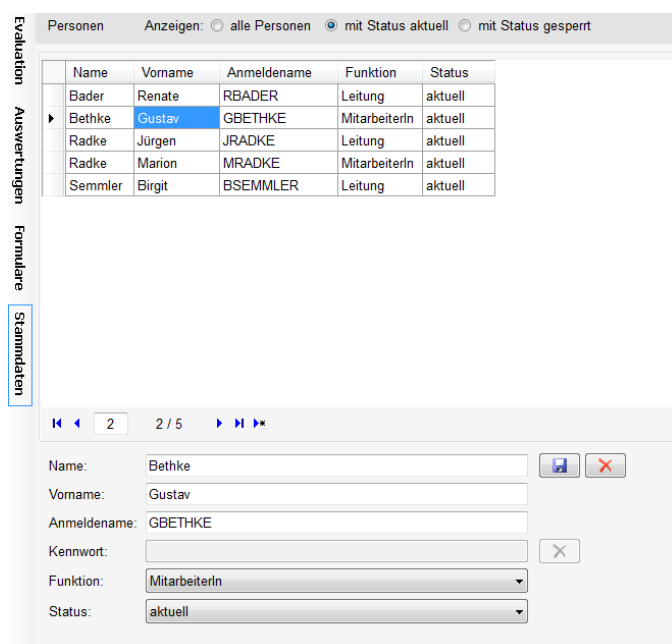 Personen Anzeigen: alle Personen mit Status aktuell mit Status gesperrt
Evaluation
Auswertungen
Formulare
Stammdaten
Name Vorname Anmeldename Funktion Status
Bader Renate RBADER Leitung aktuell
Bethke Gustav GBETHKE MitarbeiterIn aktuell
Radke Jürgen JRADKE Leitung aktuell
Radke Marion MRADKE MitarbeiterIn aktuell
Semmler Birgit BSEMMLER Leitung aktuell
2 2 / 5
Name: Bethke
Vorname: Gustav
Anmeldename: GBETHKE
Kennwort:
Funktion: MitarbeiterIn
Status: aktuell